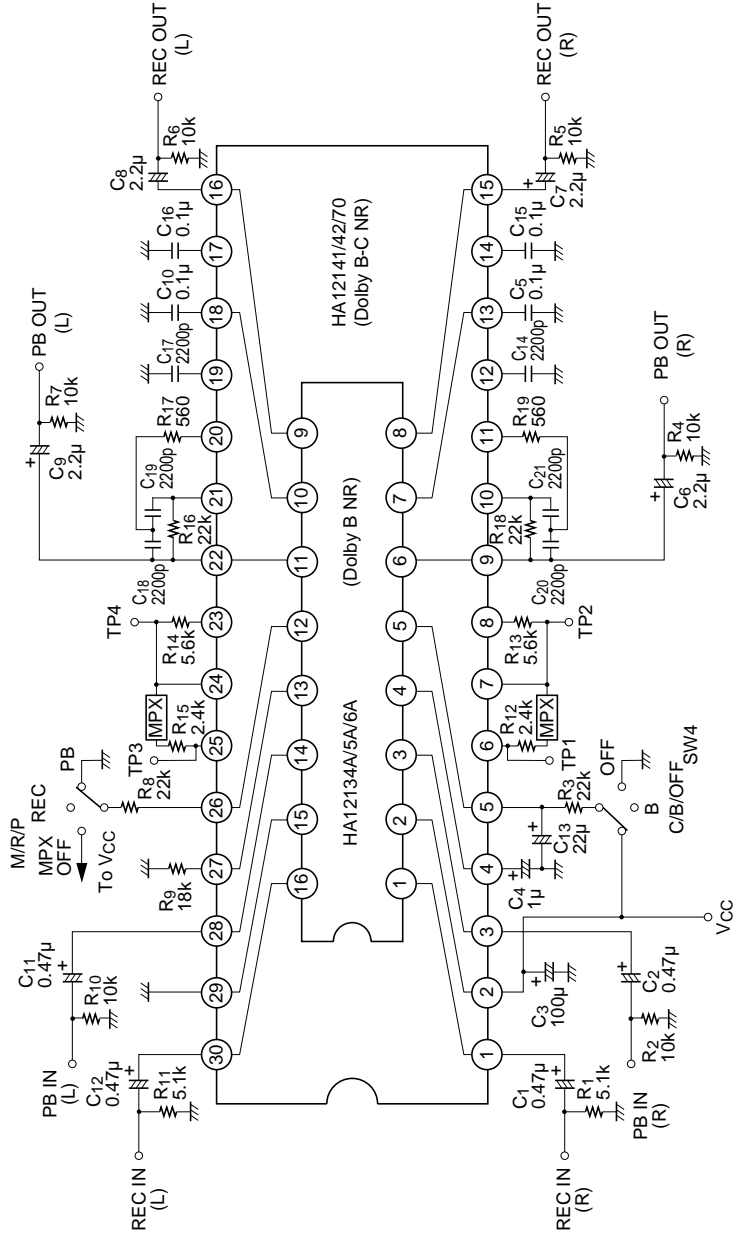 REC OUT
(L)
R6
10k
C8
2.2µ
PB OUT
(L)
R7
10k
C9
2.2µ
C16
0.1µ
C10
0.1µ
C17
2200p
R17
560
C19
2200p
R16
22k
C18
2200p
TP4
R14
5.6k
MPX
R15
2.4k
TP3
PB
REC
M/R/P
MPX
OFF
To VCC
R8
22k
R9
18k
C11
0.47µ
R10
10k
PB IN
(L)
C12
0.47µ
R11
5.1k
REC IN
(L)
30
29
28
27
26
25
24
23
22
21
20
19
18
17
16
HA12141/42/70
(Dolby B-C NR)
16
15
14
13
12
11
10
9
HA12134A/5A/6A
(Dolby B NR)
1
2
3
4
5
6
7
8
1
2
3
4
5
6
7
8
9
10
11
12
13
14
15
REC IN
(R)
C1
0.47µ
R1
5.1k
PB IN
(R)
R2
10k
C2
0.47µ
C3
100µ
VCC
C4
1µ
C13
22µ
R3
22k
OFF
B
C/B/OFF
SW4
TP1
R12
2.4k
MPX
R13
5.6k
TP2
C20
2200p
R18
22k
C21
2200p
R19
560
C14
2200p
C5
0.1µ
C15
0.1µ
C6
2.2µ
R4
10k
PB OUT
(R)
C7
2.2µ
R5
10k
REC OUT
(R)